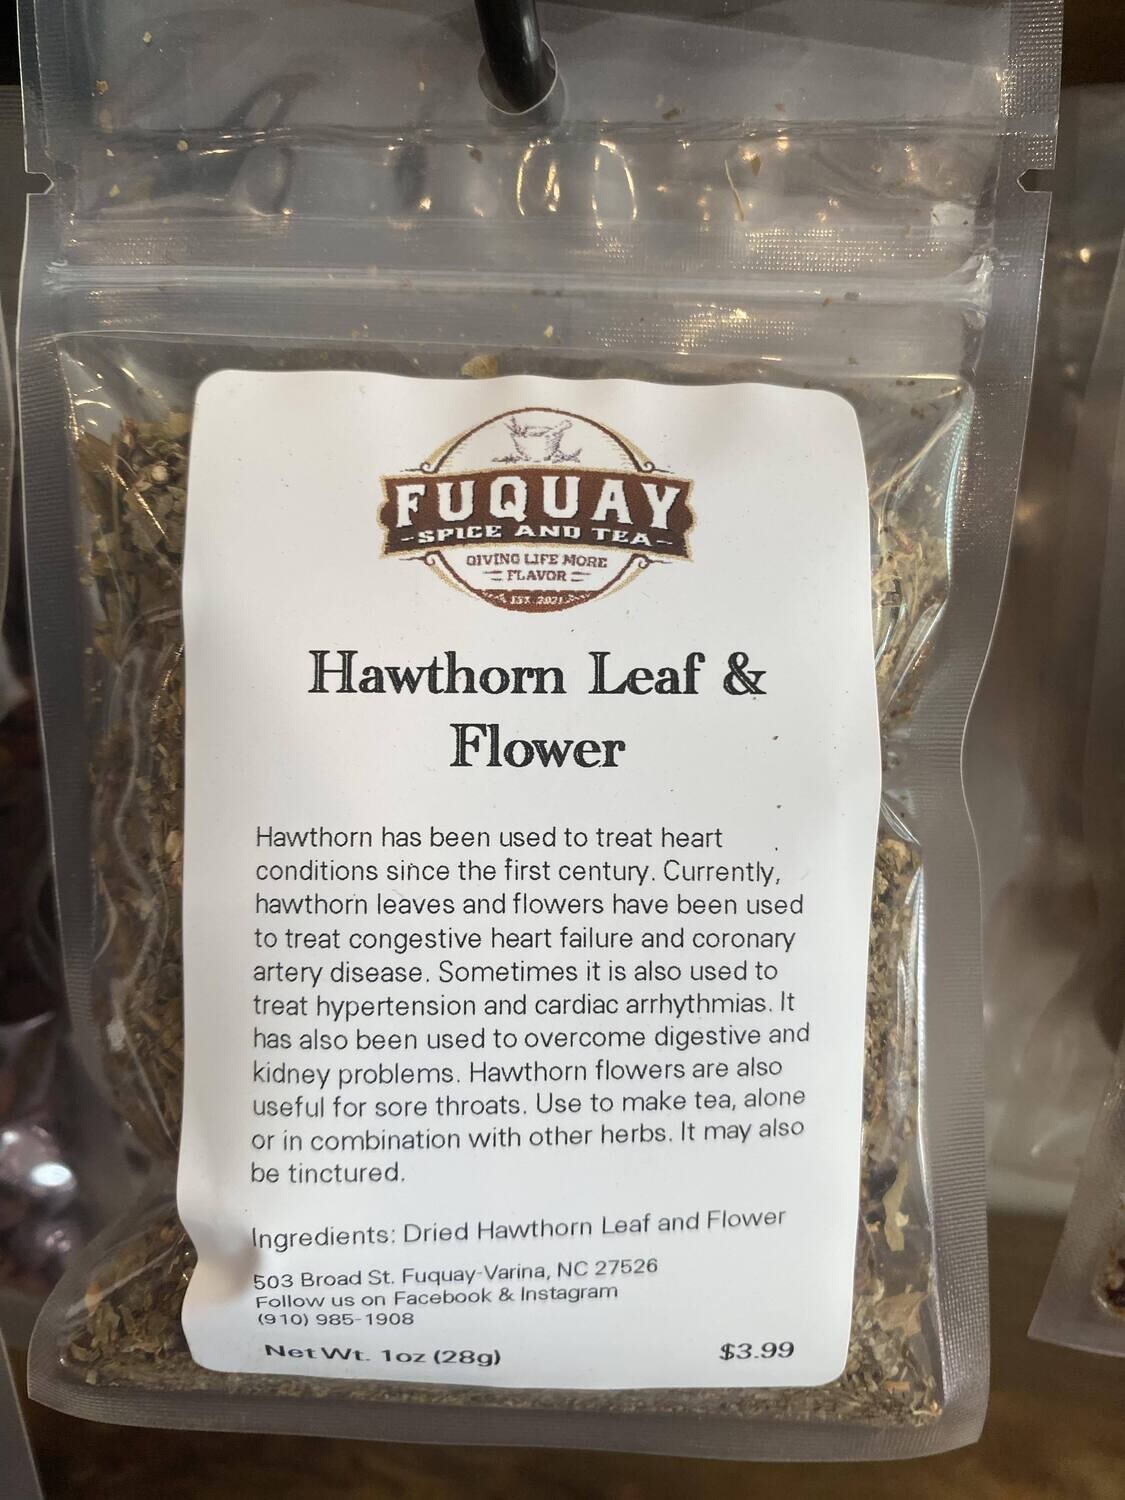 FUQUAY
-SPICE AND TEA-
GIVING LIFE MORE
FLAVOR
EST. 2021
Hawthorn Leaf &
Flower
Hawthorn has been used to treat heart
conditions since the first century. Currently,
hawthorn leaves and flowers have been used
to treat congestive heart failure and coronary
artery disease. Sometimes it is also used to
treat hypertension and cardiac arrhythmias. It
has also been used to overcome digestive and
kidney problems. Hawthorn flowers are also
useful for sore throats. Use to make tea, alone
or in combination with other herbs. It may also
be tinctured.
Ingredients: Dried Hawthorn Leaf and Flower
503 Broad St. Fuquay-Varina, NC 27526
Follow us on Facebook & Instagram
(910) 985-1908
Net Wt. 1oz (28g)
$3.99